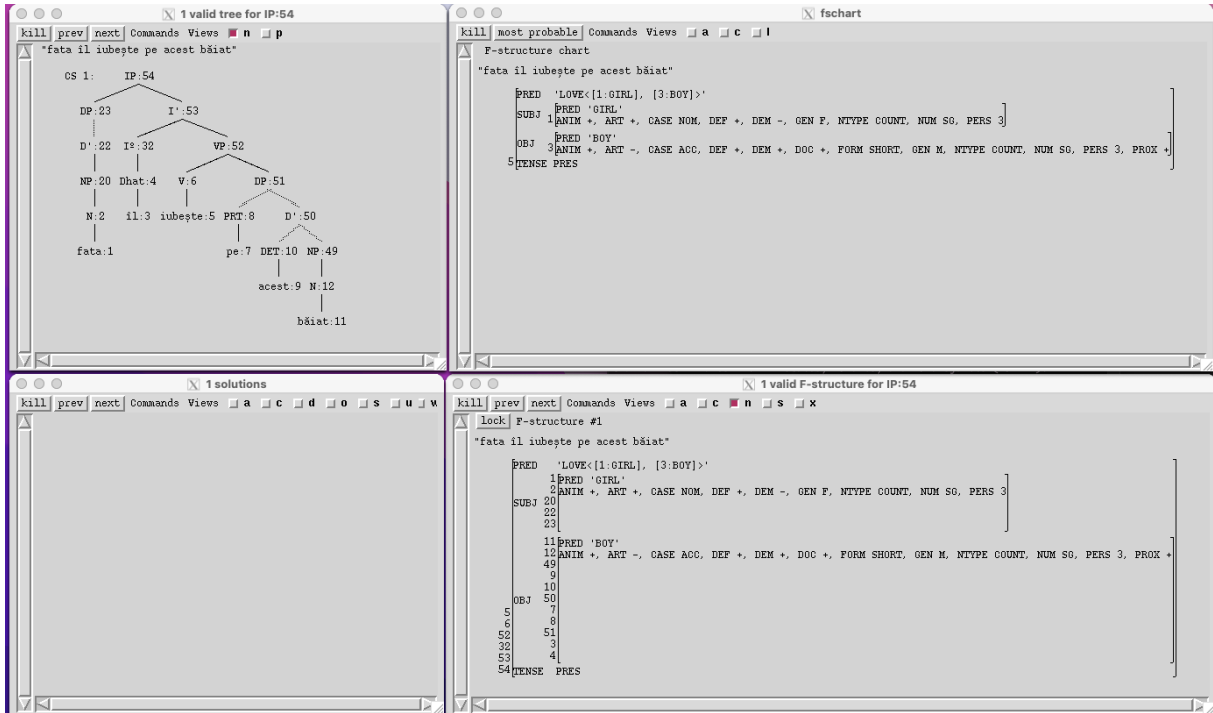 1 valid tree for IP:54
kill prev next Commands Views n p
"fata îl iubește pe acest băiat"
CS 1: IP:54
DP:23 I':53
D':22 Iº:32 VP:52
NP:20 Dhat:4 V:6 DP:51
N:2 îl:3 iubește:5 PRT:8 D':50
fata:1 pe:7 DET:10 NP:49
acest:9 N:12
băiat:11
fschart
kill most probable Commands Views a c l
F-structure chart
"fata îl iubește pe acest băiat"
PRED 'LOVE<[1:GIRL], [3:BOY]>'
PRED 'GIRL'
SUBJ 1 ANIM +, ART +, CASE NOM, DEF +, DEM -, GEN F, NTYPE COUNT, NUM SG, PERS 3
PRED 'BOY'
OBJ 3 ANIM +, ART -, CASE ACC, DEF +, DEM +, DOC +, FORM SHORT, GEN M, NTYPE COUNT, NUM SG, PERS 3, PROX +
5 TENSE PRES
1 solutions
kill prev next Commands Views a c d o s u w
1 valid F-structure for IP:54
kill prev next Commands Views a c n s x
lock F-structure #1
"fata îl iubește pe acest băiat"
PRED 'LOVE<[1:GIRL], [3:BOY]>'
1 PRED 'GIRL'
2 ANIM +, ART +, CASE NOM, DEF +, DEM -, GEN F, NTYPE COUNT, NUM SG, PERS 3
SUBJ 20
22
23
11 PRED 'BOY'
12 ANIM +, ART -, CASE ACC, DEF +, DEM +, DOC +, FORM SHORT, GEN M, NTYPE COUNT, NUM SG, PERS 3, PROX +
49
9
10
OBJ 50
5 7
6 8
52 51
32 3
53 4
54 TENSE PRES